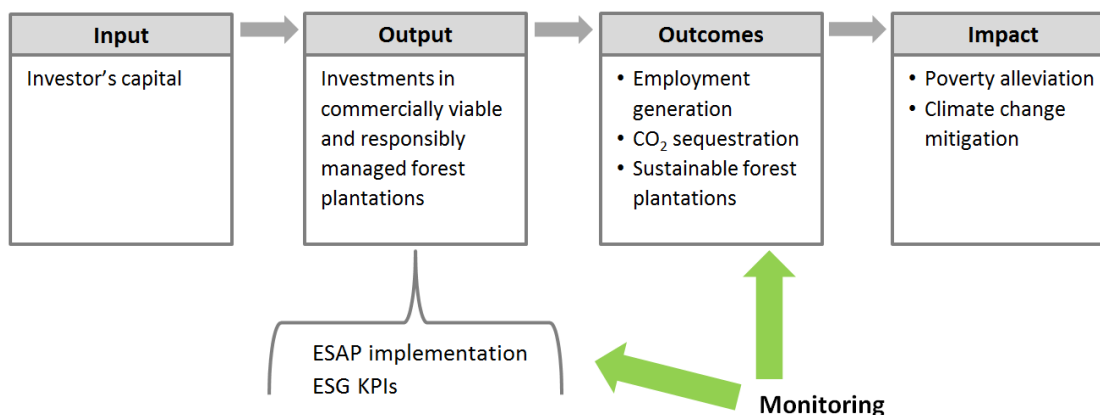 Input
Investor’s capital
Output
Investments in
commercially viable
and responsibly
managed forest
plantations
Outcomes
• Employment
generation
• CO₂ sequestration
• Sustainable forest
plantations
Impact
• Poverty alleviation
• Climate change
mitigation
ESAP implementation
ESG KPIs
Monitoring